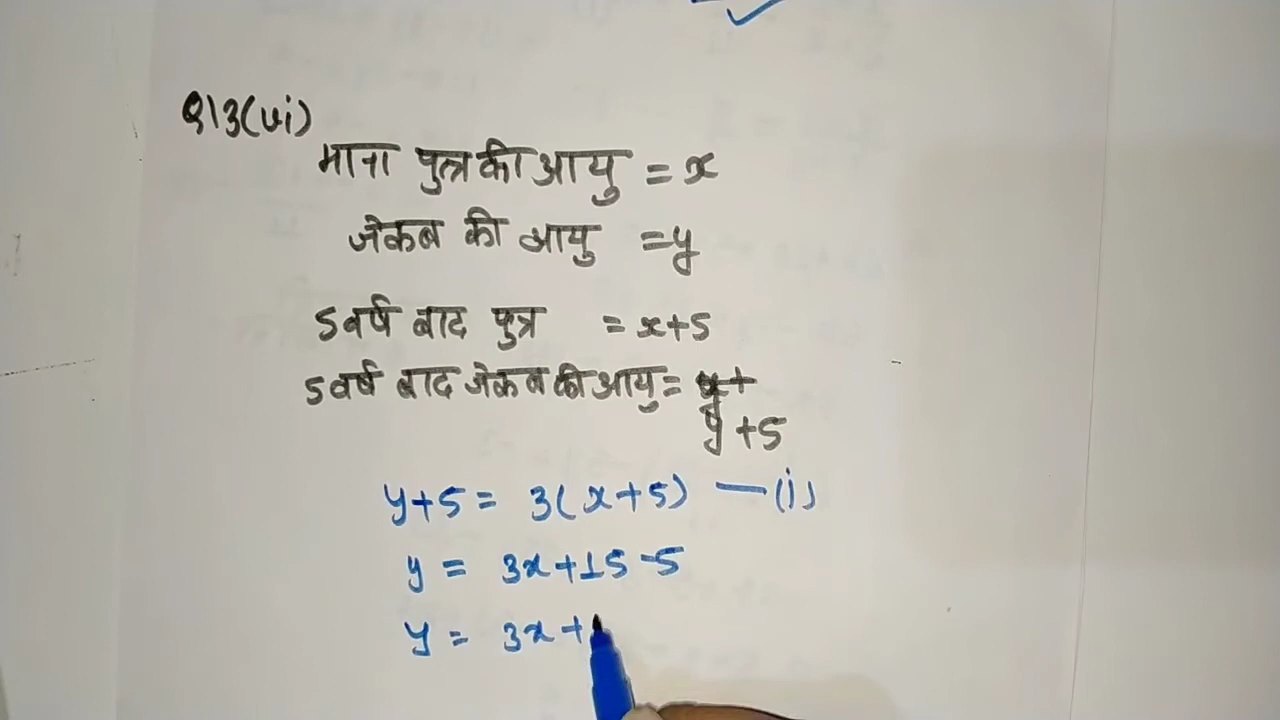 Q13(vi)
माना पुत्र की आयु = x
जेकब की आयु = y
5 वर्ष बाद पुत्र = x+5
5 वर्ष बाद जेकब की आयु =
y+5
y+5 = 3(x+5) —(i)
y = 3x+15-5
y = 3x+